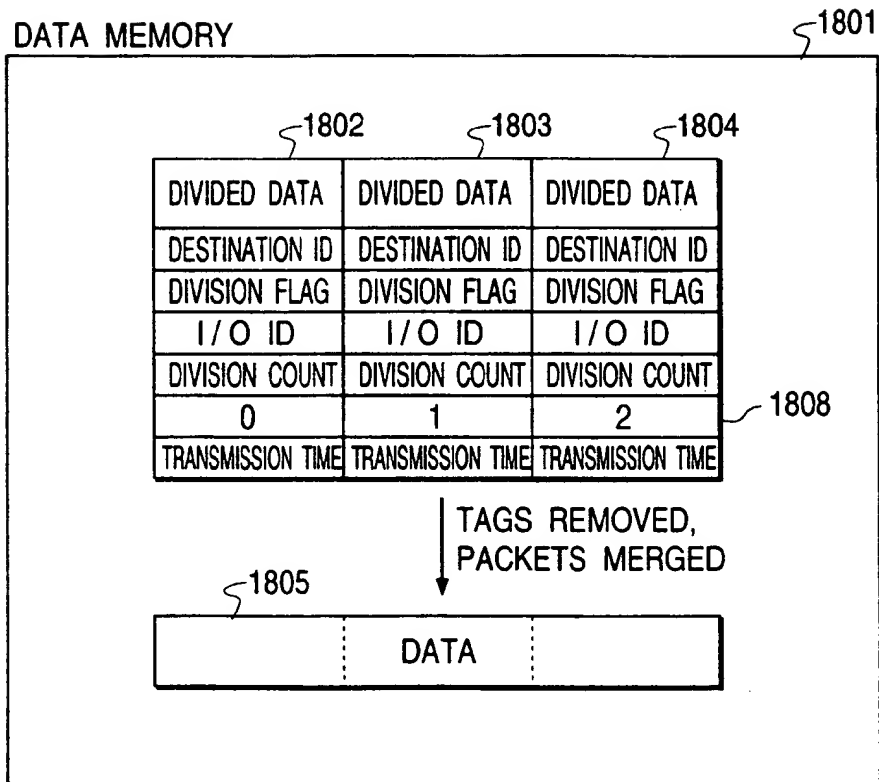 DATA MEMORY
1801
1802 1803 1804
DIVIDED DATA DIVIDED DATA DIVIDED DATA
DESTINATION ID DESTINATION ID DESTINATION ID
DIVISION FLAG DIVISION FLAG DIVISION FLAG
I/O ID I/O ID I/O ID
DIVISION COUNT DIVISION COUNT DIVISION COUNT
0 1 2 1808
TRANSMISSION TIME TRANSMISSION TIME TRANSMISSION TIME
TAGS REMOVED,
PACKETS MERGED
1805
DATA